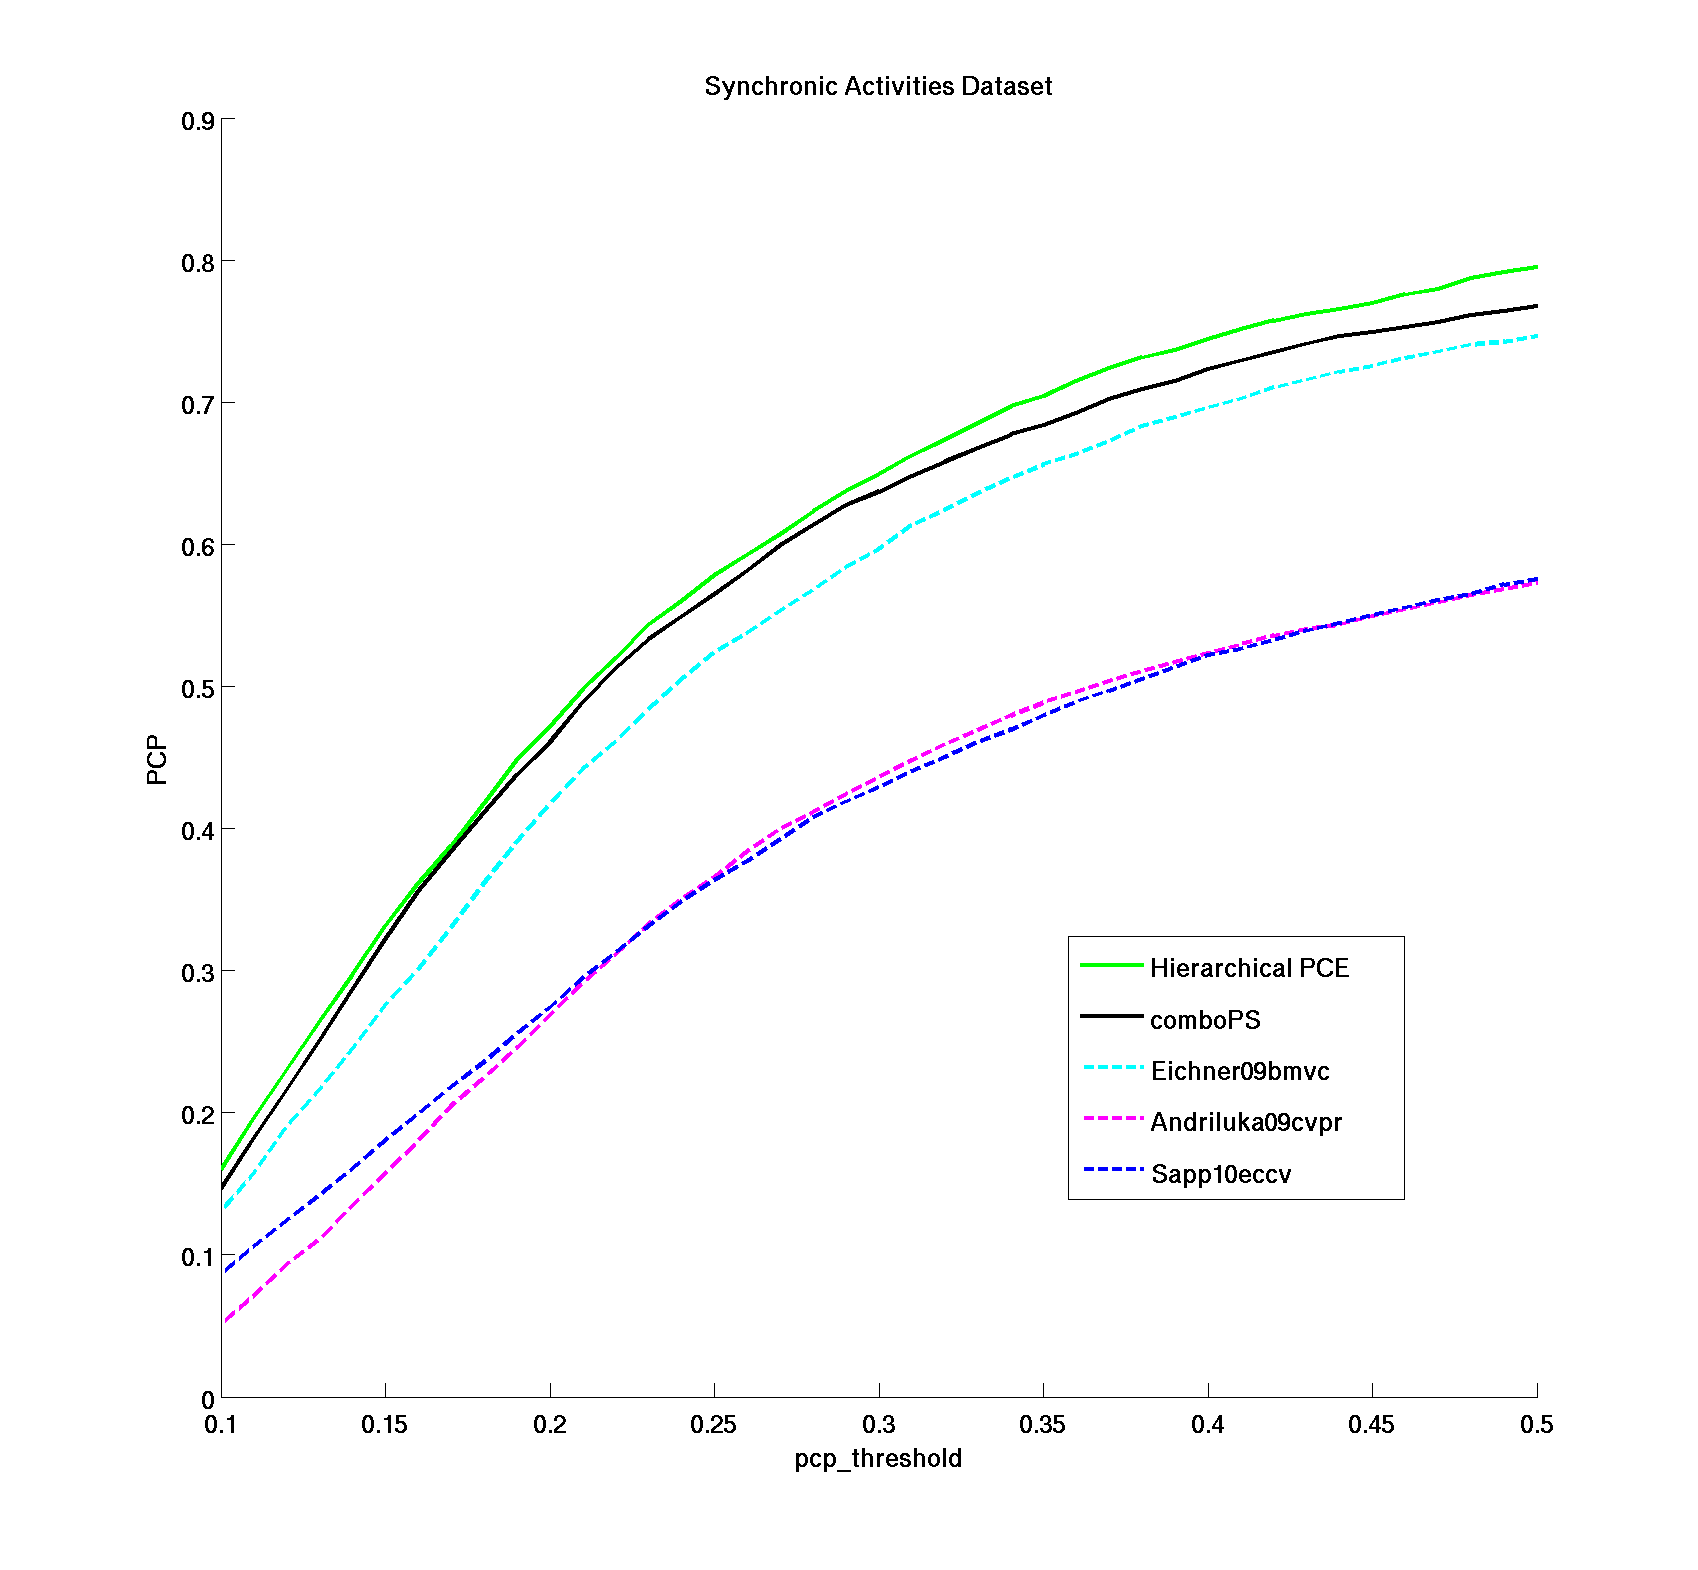 Synchronic Activities Dataset
0.9
0.8
0.7
0.6
0.5
PCP
0.4
0.3
0.2
0.1
0
Hierarchical PCE
comboPS
Eichner09bmvc
Andriluka09cvpr
Sapp10eccv
0.1 0.15 0.2 0.25 0.3 0.35 0.4 0.45 0.5
pcp_threshold